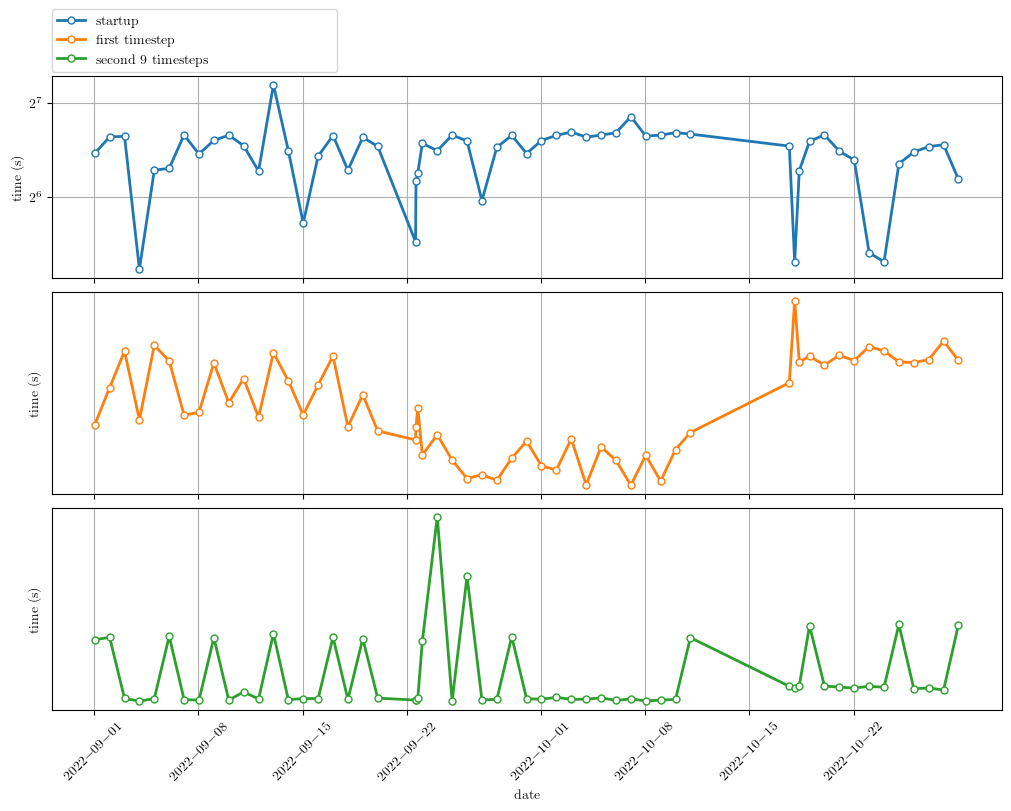 startup
first timestep
second 9 timesteps
2^7
2^6
time (s)
time (s)
time (s)
2022−09−01
2022−09−08
2022−09−15
2022−09−22
2022−10−01
2022−10−08
2022−10−15
2022−10−22
date